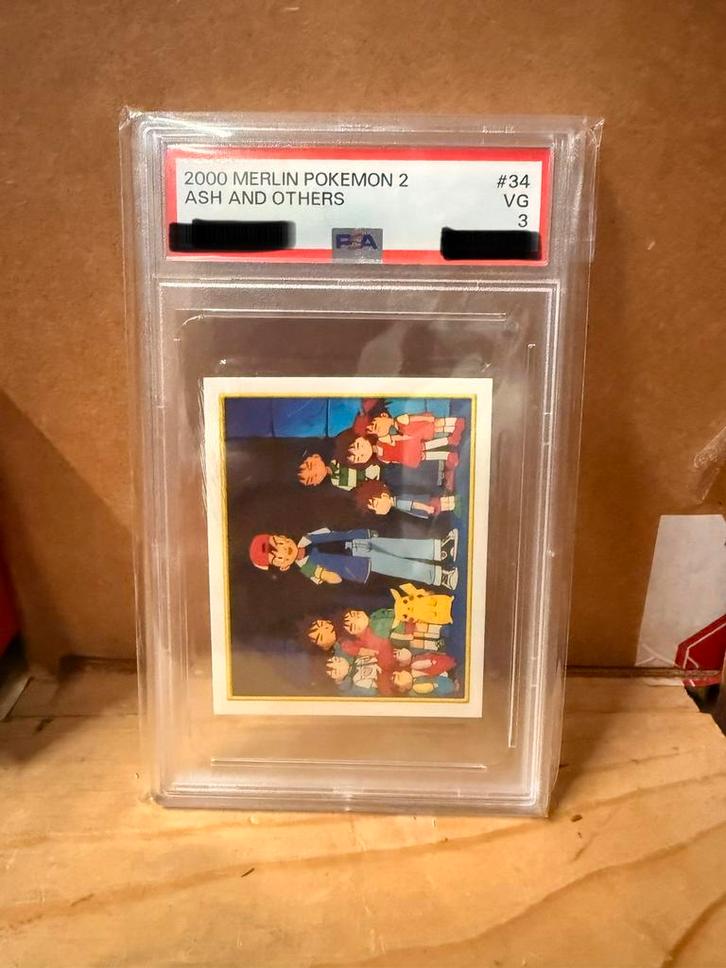 2000 MERLIN POKEMON 2 #34
ASH AND OTHERS VG
3
PSA